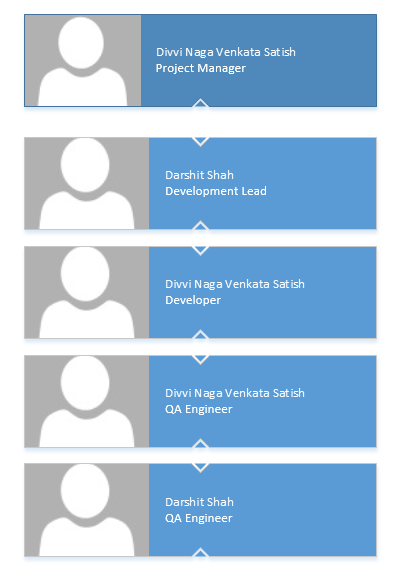 Divvi Naga Venkata Satish
Project Manager
Darshit Shah
Development Lead
Divvi Naga Venkata Satish
Developer
Divvi Naga Venkata Satish
QA Engineer
Darshit Shah
QA Engineer